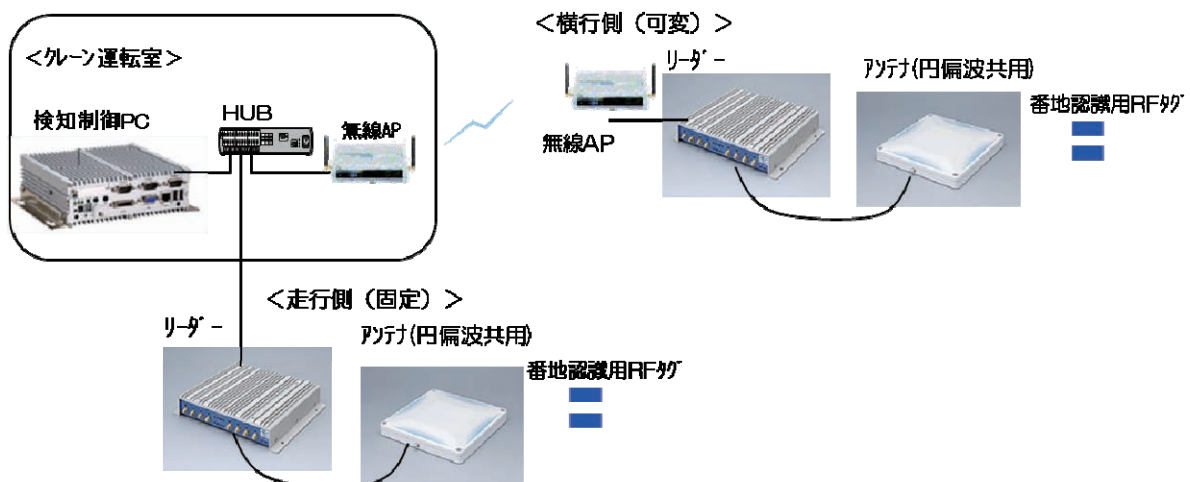 ＜クレーン運転室＞
検知制御PC
HUB
無線AP
＜横行側（可変）＞
リーダー
アンテナ(円偏波共用)
番地認識用RFタグ
無線AP
＜走行側（固定）＞
リーダー
アンテナ(円偏波共用)
番地認識用RFタグ